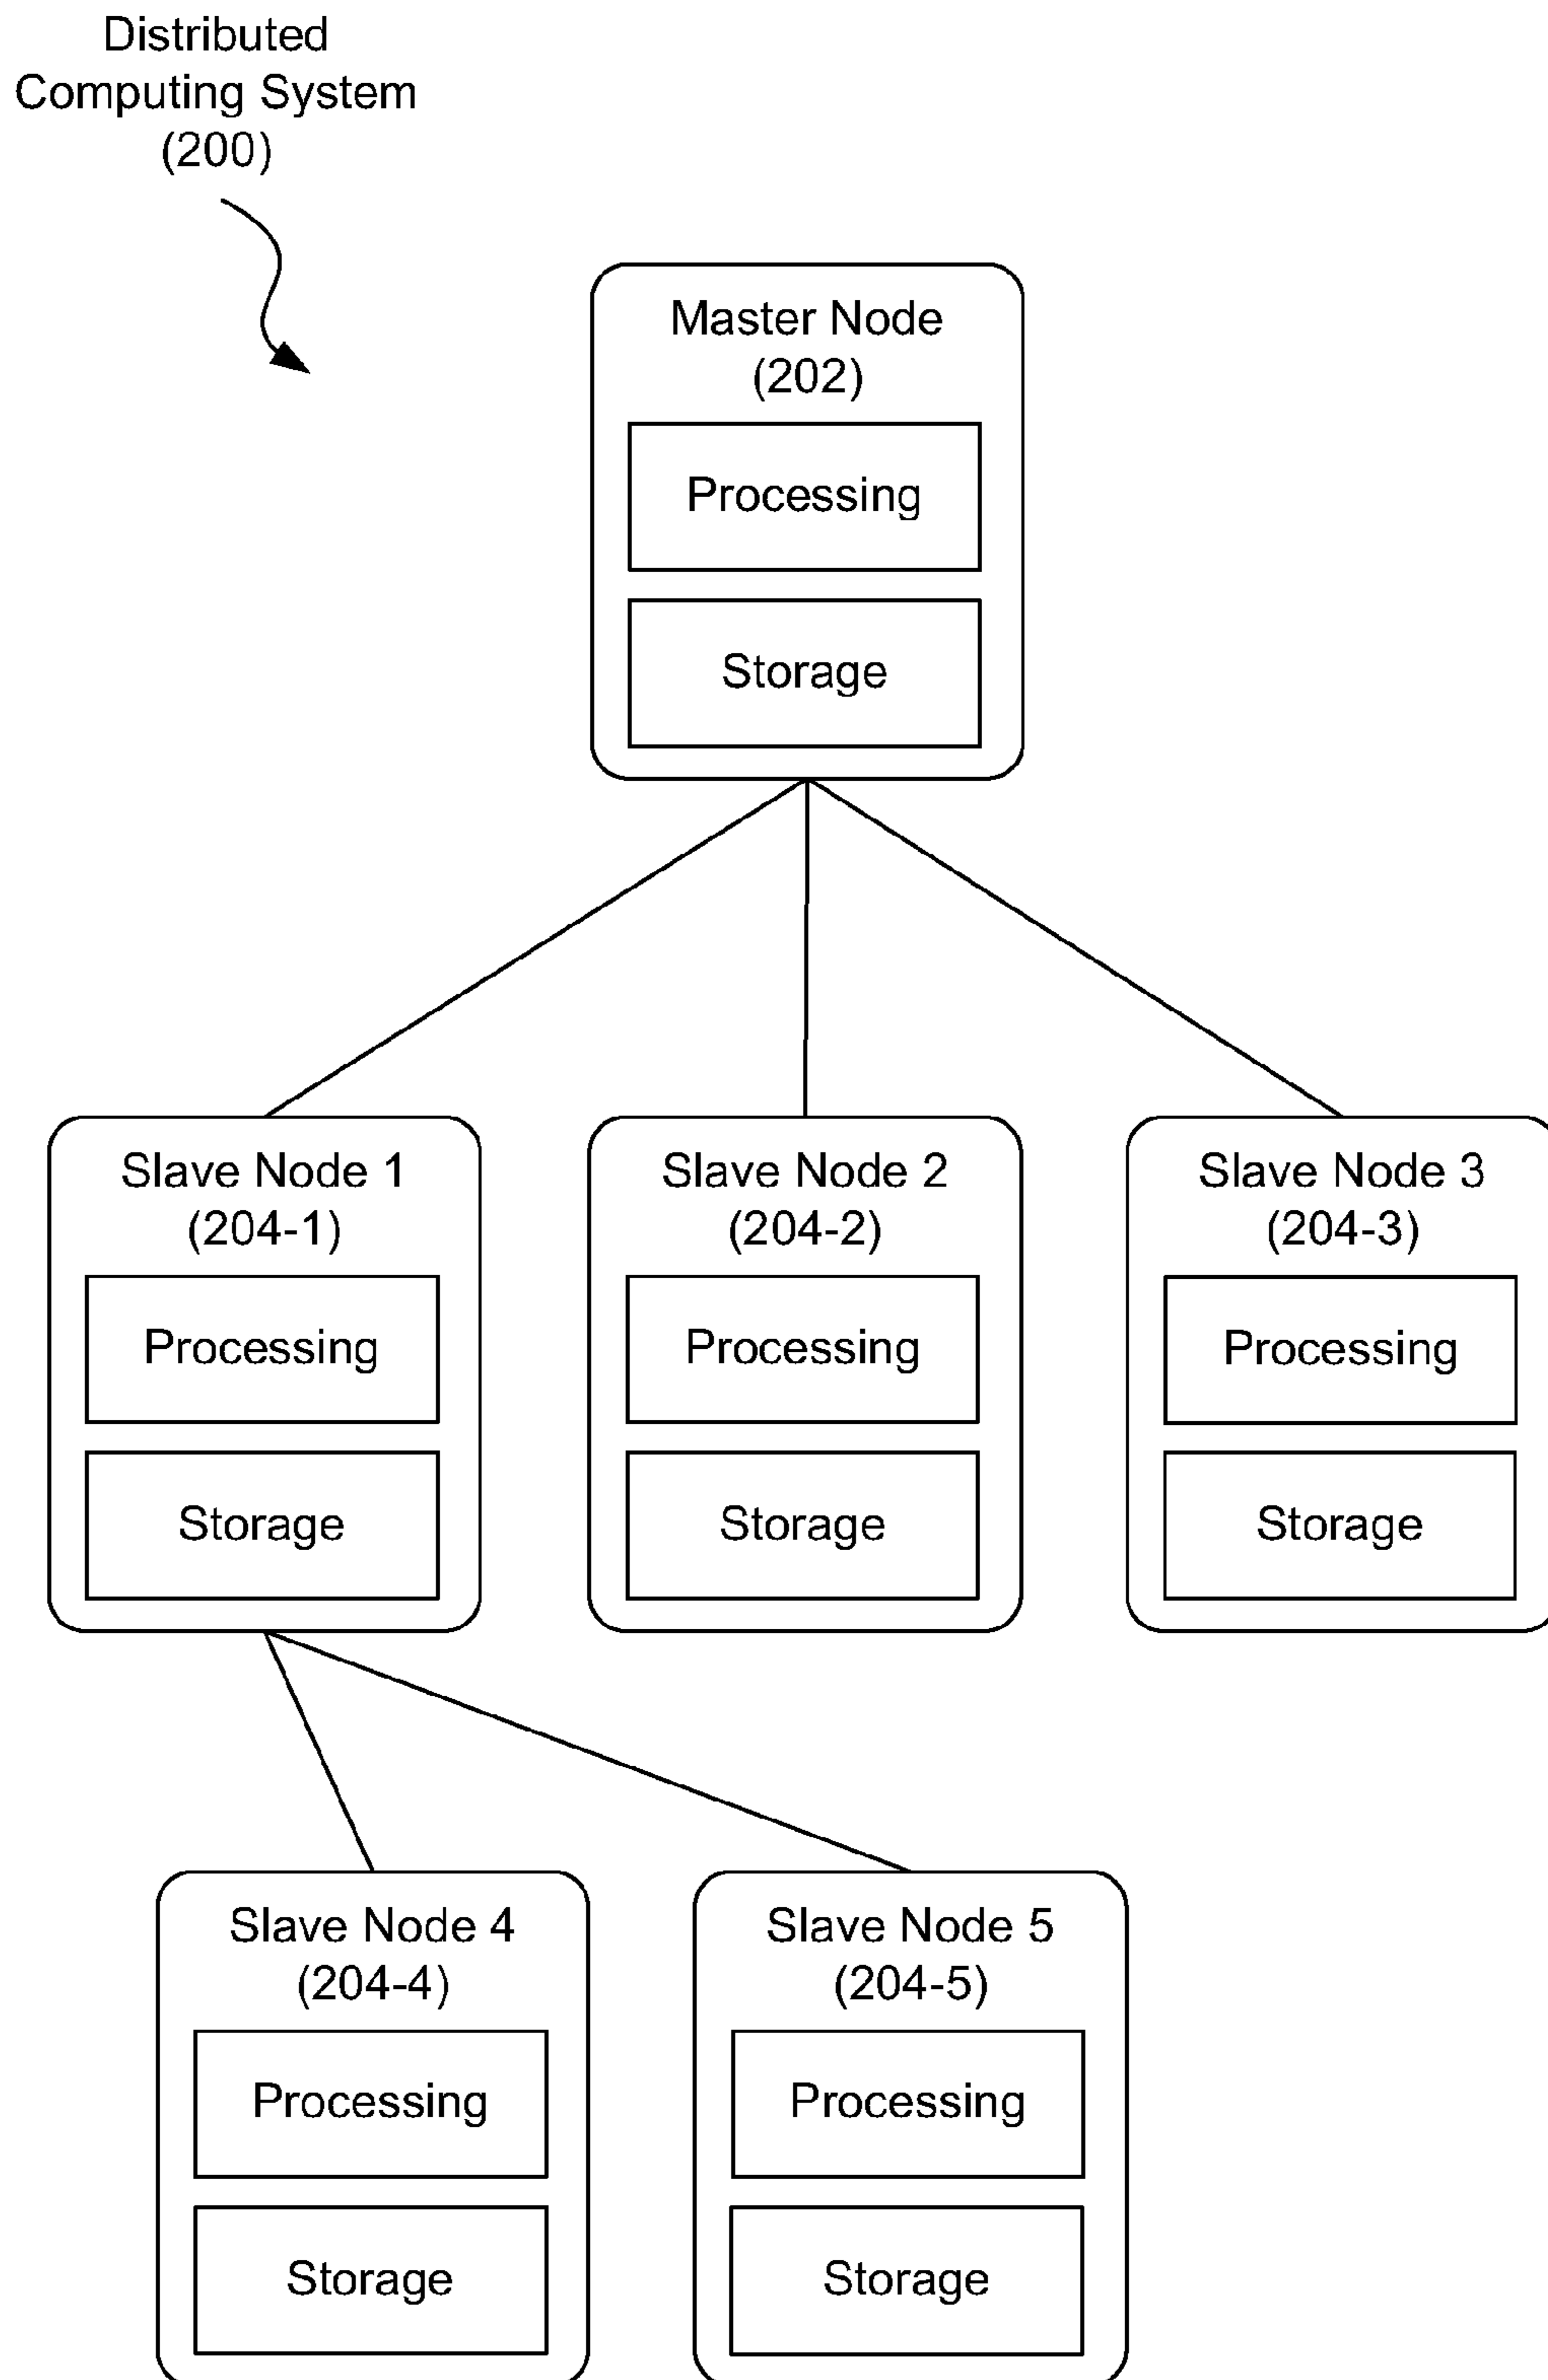 Distributed
Computing System
(200)
Master Node
(202)
Processing
Storage
Slave Node 1
(204-1)
Processing
Storage
Slave Node 2
(204-2)
Processing
Storage
Slave Node 3
(204-3)
Processing
Storage
Slave Node 4
(204-4)
Processing
Storage
Slave Node 5
(204-5)
Processing
Storage